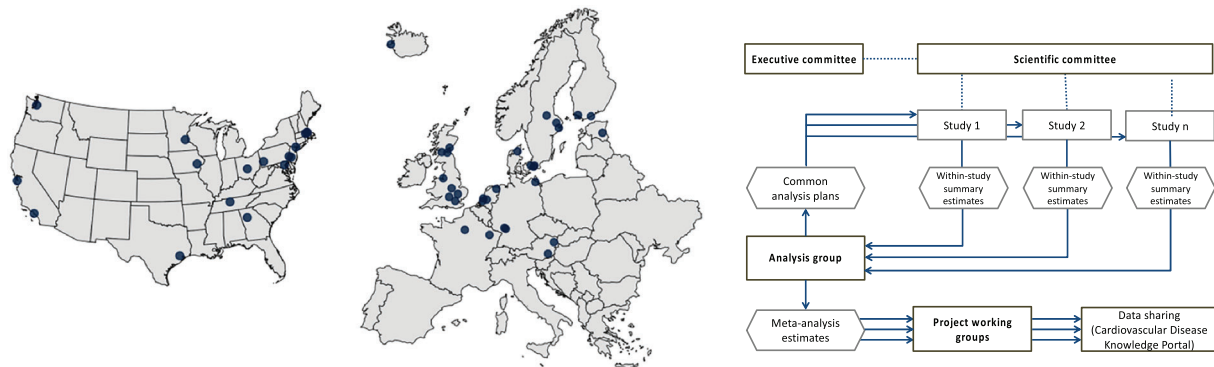 Executive committee
Scientific committee
Study 1
Study 2
Study n
Common
analysis plans
Within-study
summary
estimates
Within-study
summary
estimates
Within-study
summary
estimates
Analysis group
Meta-analysis
estimates
Project working
groups
Data sharing
(Cardiovascular Disease
Knowledge Portal)